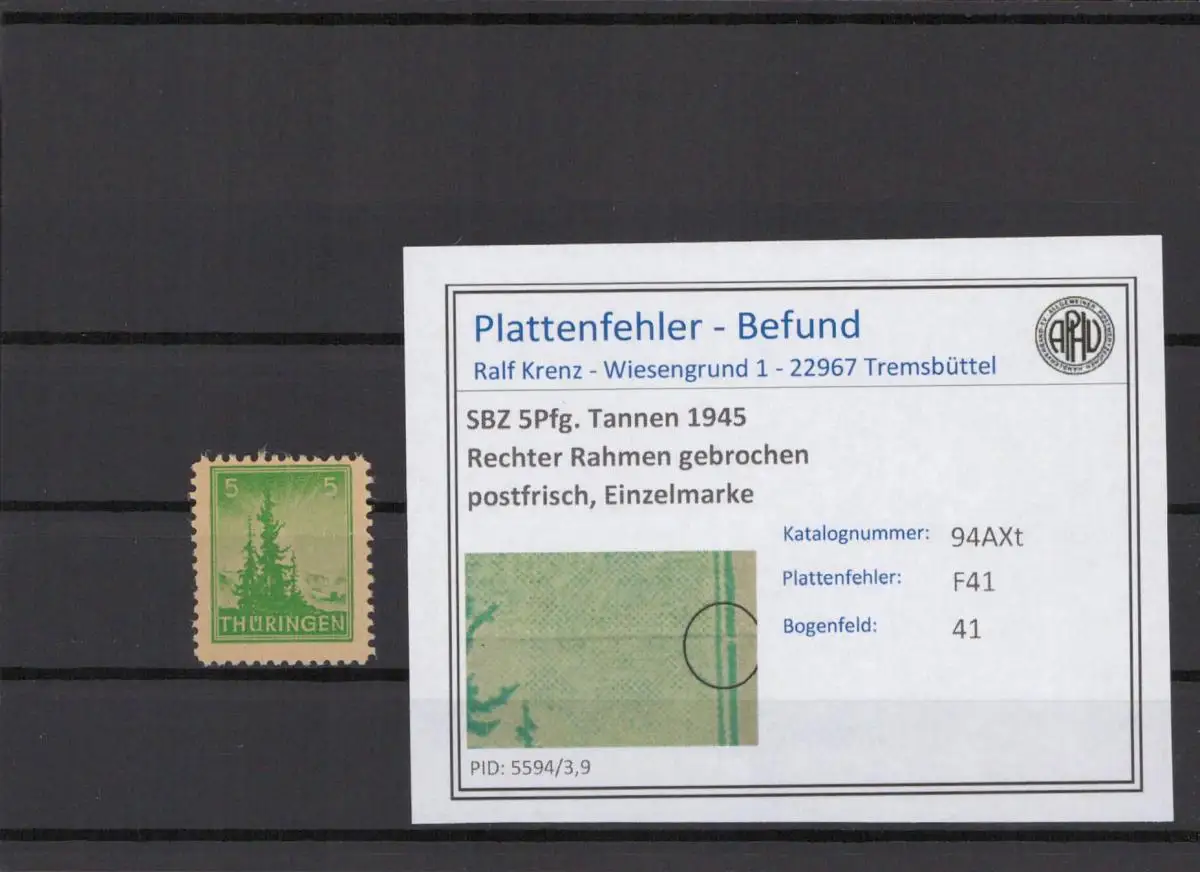 5 5
THÜRINGEN
Plattenfehler - Befund
Ralf Krenz - Wiesengrund 1 - 22967 Tremsbüttel
APHV
SBZ 5Pfg. Tannen 1945
Rechter Rahmen gebrochen
postfrisch, Einzelmarke
Katalognummer: 94AXt
Plattenfehler: F41
Bogenfeld: 41
PID: 5594/3,9